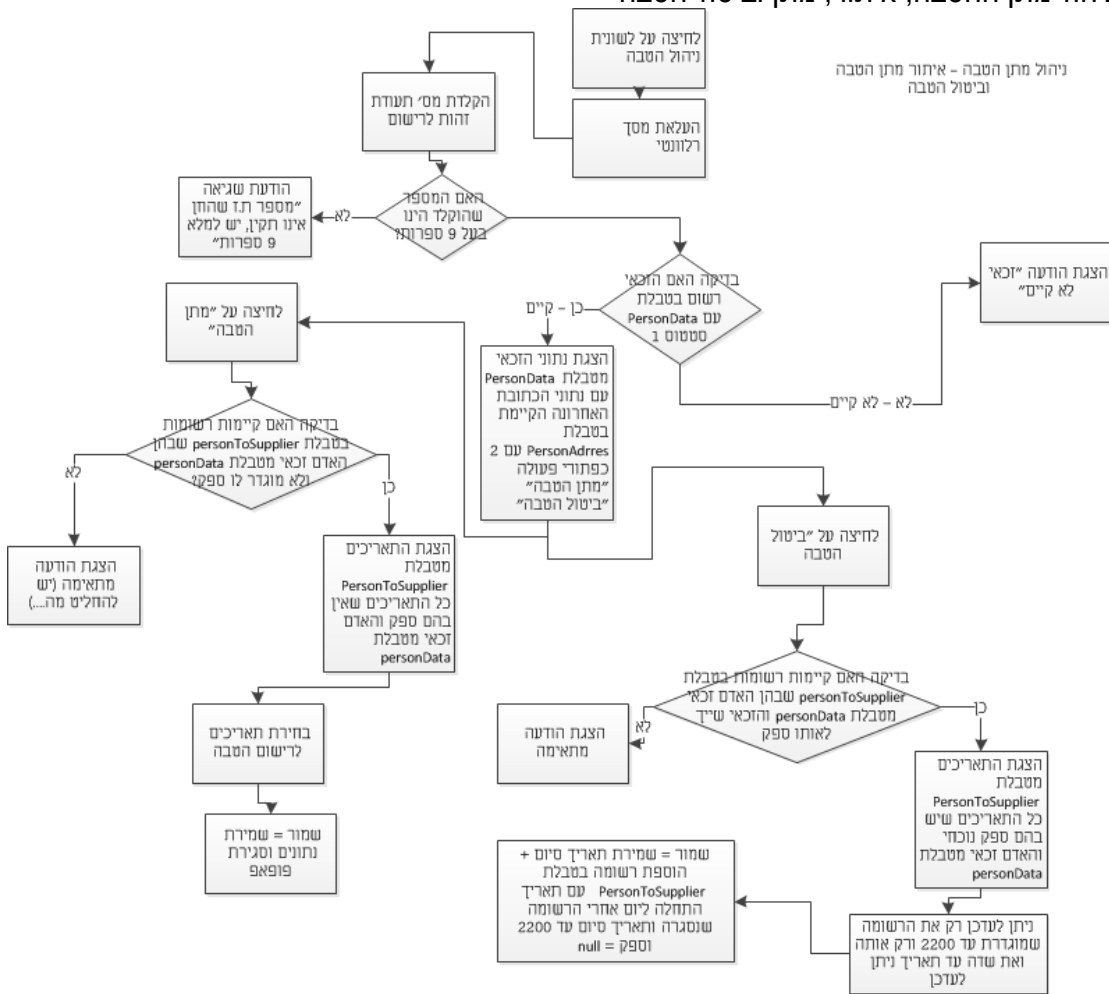 ניהול מתן הטבה – איתור מתן הטבה
וביטול הטבה
לחיצה על לשונית
ניהול הטבה
העלאת מסך
רלוונטי
הקלדת מס׳ תעודת
זהות לרישום
האם המספר
שהוקלד הינו
בעל 9 ספרות?
לא
הודעת שגיאה
״מספר ת.ז שהוזן
אינו תקין, יש למלא
9 ספרות״
בדיקה האם הזכאי
רשום בטבלת
PersonData עם
סטטוס 1
כן – קיים
לא – לא קיים
הצגת הודעה ״זכאי
לא קיים״
הצגת נתוני הזכאי
מטבלת PersonData
עם נתוני הכתובת
האחרונה הקיימת
בטבלת
PersonAdrres עם 2
כפתורי פעולה
״מתן הטבה״
״ביטול הטבה״
לחיצה על ״מתן
הטבה״
בדיקה האם קיימות רשומות
בטבלת personToSupplier שבהן
האדם זכאי מטבלת personData
ולא מוגדר לו ספק?
לא
כן
הצגת הודעה
מתאימה (יש
להחליט מה....)
הצגת התאריכים
מטבלת
PersonToSupplier
כל התאריכים שאין
בהם ספק והאדם
זכאי מטבלת
personData
בחירת תאריכים
לרישום הטבה
שמור = שמירת
נתונים וסגירת
פופאפ
לחיצה על ״ביטול
הטבה
בדיקה האם קיימות רשומות בטבלת
personToSupplier שבהן האדם זכאי
מטבלת personData והזכאי שייך
לאותו ספק
לא
כן
הצגת הודעה
מתאימה
הצגת התאריכים
מטבלת
PersonToSupplier
כל התאריכים שיש
בהם ספק נוכחי
והאדם זכאי מטבלת
personData
ניתן לעדכן רק את הרשומה
שמוגדרת עד 2200 ורק אותה
ואת שדה עד תאריך ניתן
לעדכן
שמור = שמירת תאריך סיום +
הוספת רשומה בטבלת
PersonToSupplier עם תאריך
התחלה ליום אחרי הרשומה
שנסגרה ותאריך סיום עד 2200
וספק = null